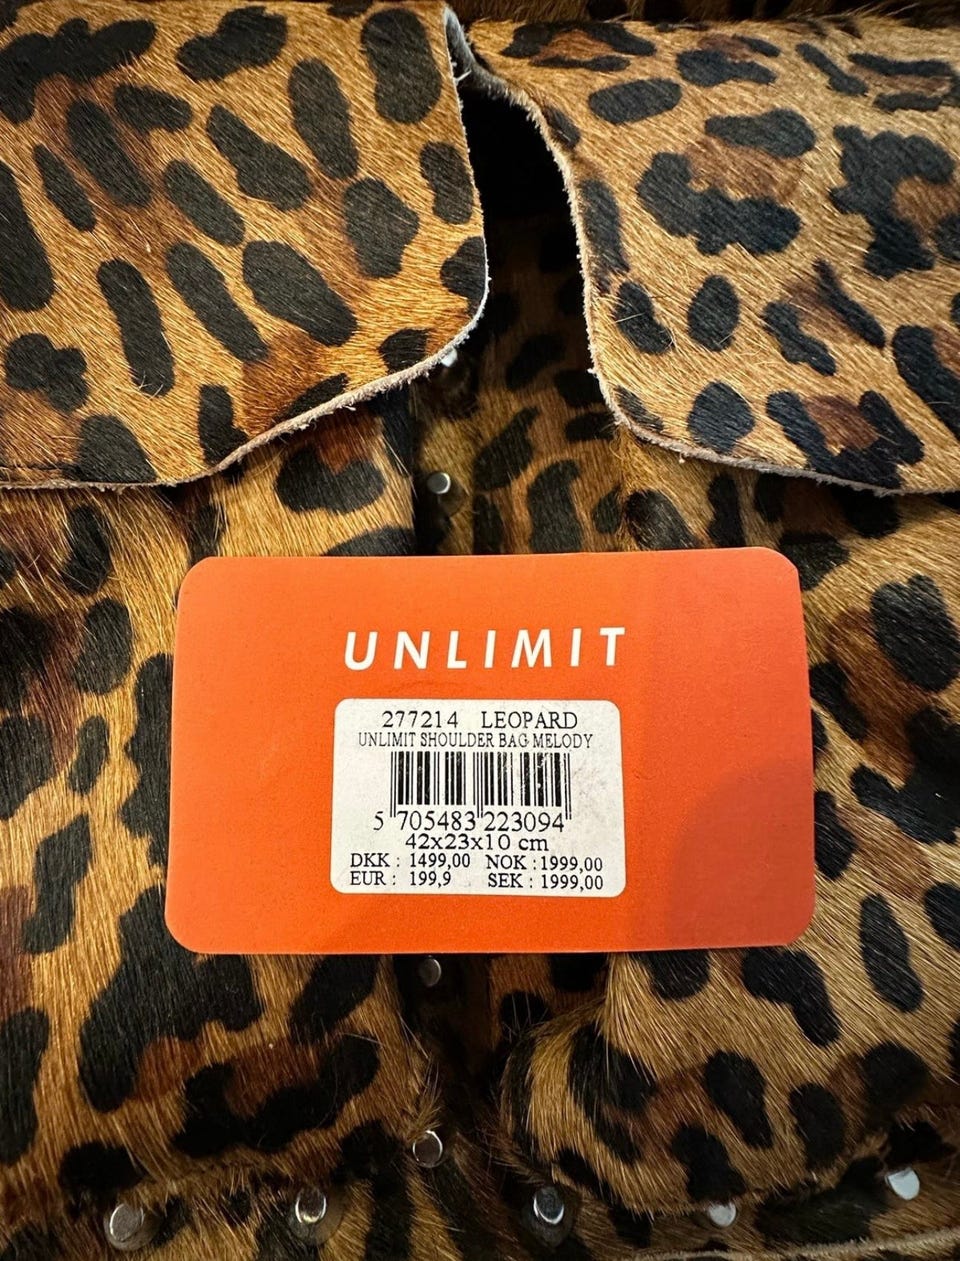 UNLIMIT
277214 LEOPARD
UNLIMIT SHOULDER BAG MELODY
5 705483 223094
42x23x10 cm
DKK : 1499,00 NOK : 1999,00
EUR : 199,9 SEK : 1999,00